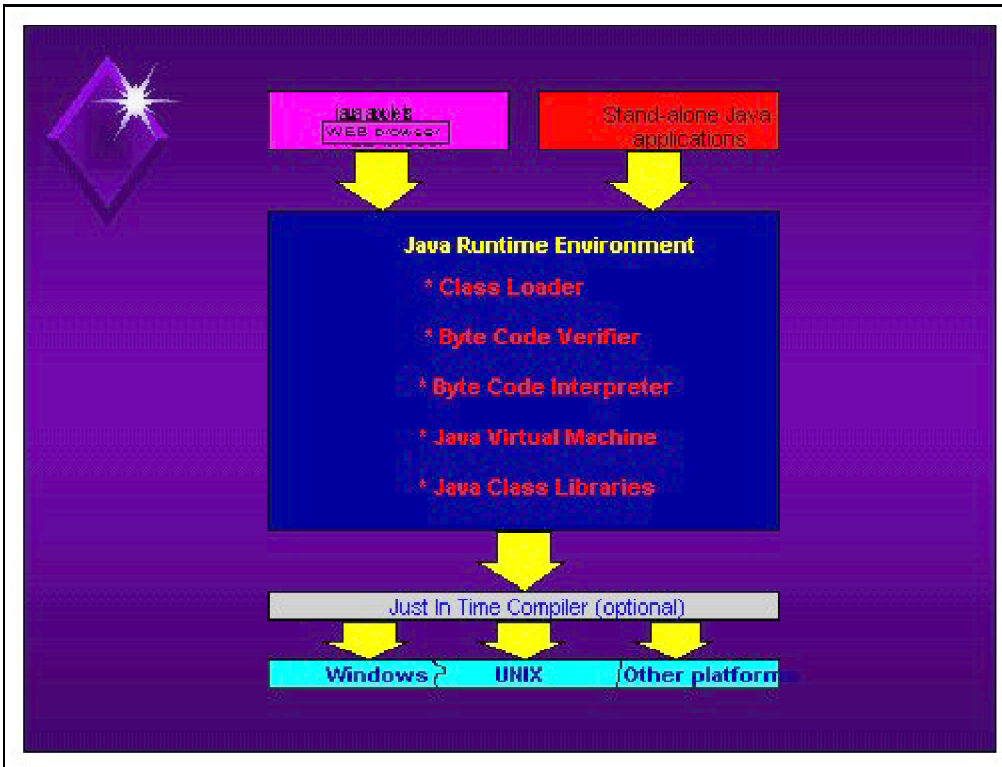 java applets
WEB browser
Stand-alone Java
applications
Java Runtime Environment
* Class Loader
* Byte Code Verifier
* Byte Code Interpreter
* Java Virtual Machine
* Java Class Libraries
Just In Time Compiler (optional)
Windows
UNIX
Other platforms